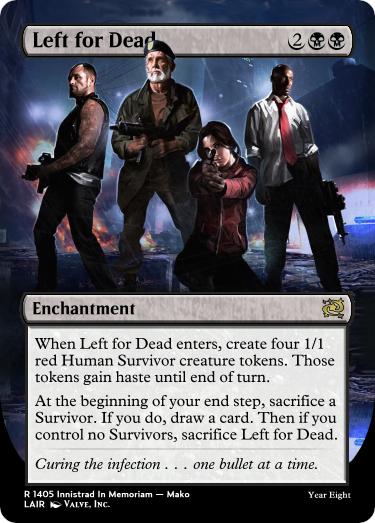 Left for Dead 2
Enchantment
When Left for Dead enters, create four 1/1
red Human Survivor creature tokens. Those
tokens gain haste until end of turn.
At the beginning of your end step, sacrifice a
Survivor. If you do, draw a card. Then if you
control no Survivors, sacrifice Left for Dead.
Curing the infection . . . one bullet at a time.
R 1405 Innistrad In Memoriam — Mako
LAIR Valve, Inc. Year Eight